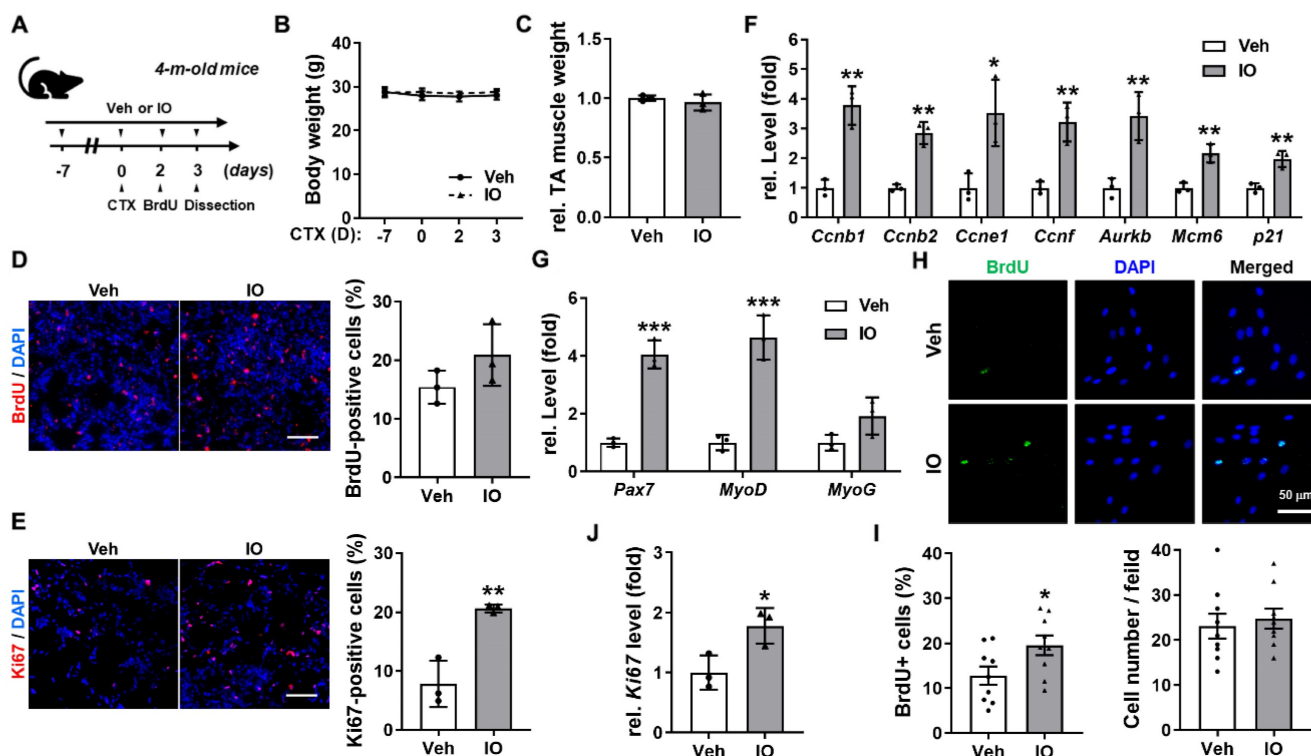 A
4-m-old mice
Veh or IO
-7 0 2 3 (days)
CTX BrdU Dissection
B
Body weight (g)
40
30
20
10
0
Veh
IO
CTX (D): -7 0 2 3
C
rel. TA muscle weight
1.5
1.0
0.5
0.0
Veh IO
F
rel. Level (fold)
8
6
4
2
0
Veh
IO
** ** * ** ** ** **
Ccnb1 Ccnb2 Ccne1 Ccnf Aurkb Mcm6 p21
D
Veh IO
BrdU / DAPI
BrdU-positive cells (%)
30
20
10
0
Veh IO
G
rel. Level (fold)
6
4
2
0
Veh
IO
*** ***
Pax7 MyoD MyoG
H
BrdU DAPI Merged
Veh
IO
50 μm
E
Veh IO
Ki67 / DAPI
Ki67-positive cells (%)
30
20
10
0
**
Veh IO
J
rel. Ki67 level (fold)
3
2
1
0
*
Veh IO
I
BrdU+ cells (%)
40
30
20
10
0
*
Veh IO
Cell number / feild
40
30
20
10
0
Veh IO